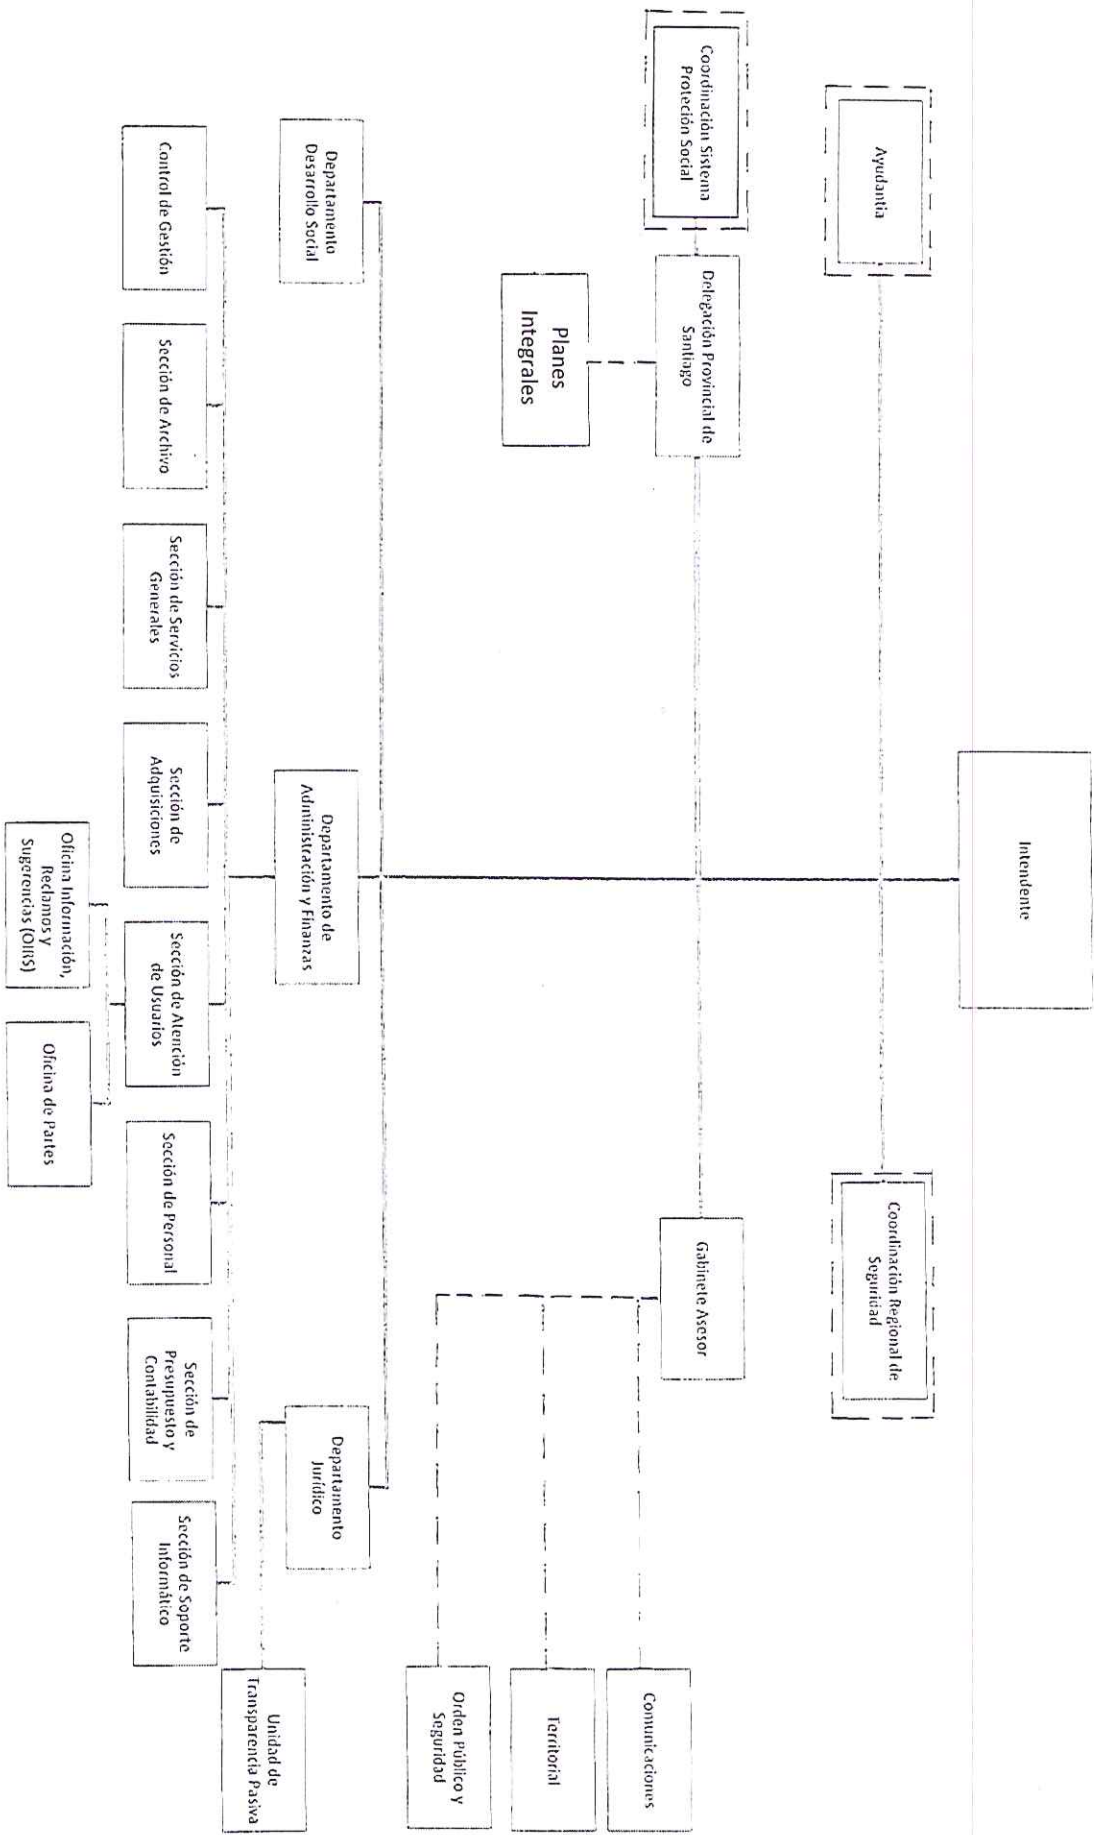 Intendente
Ayudantia
Coordinación Regional de
Seguridad
Coordinación Sistema
Proteción Social
Delegación Provincial de
Santiago
Gabinete Asesor
Planes
Integrales
Comunicaciones
Territorial
Orden Público y
Seguridad
Departamento
Desarrollo Social
Departamento de
Administración y Finanzas
Departamento
Jurídico
Unidad de
Transparencia Pasiva
Control de Gestión
Sección de Archivo
Sección de Servicios
Generales
Sección de
Adquisiciones
Sección de Atención
de Usuarios
Sección de Personal
Sección de
Presupuesto y
Contabilidad
Sección de Soporte
Informático
Oficina Información,
Reclamos y
Sugerencias (OIRS)
Oficina de Partes